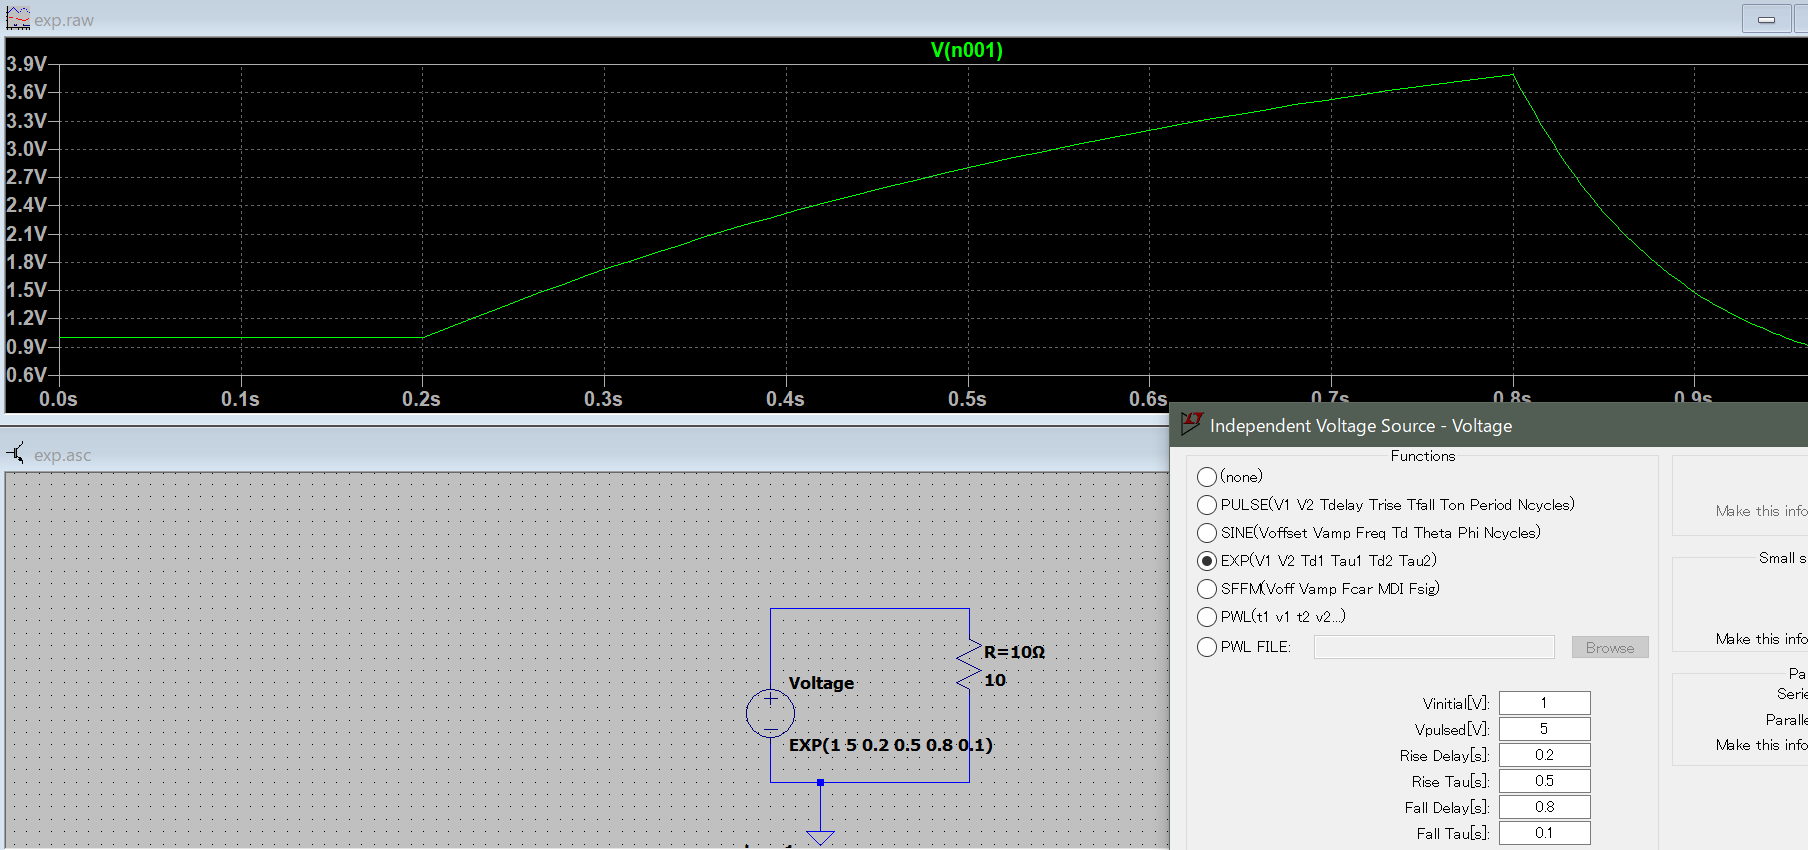 exp.raw
V(n001)
3.9V
3.6V
3.3V
3.0V
2.7V
2.4V
2.1V
1.8V
1.5V
1.2V
0.9V
0.6V
0.0s 0.1s 0.2s 0.3s 0.4s 0.5s 0.6s 0.7s 0.8s 0.9s
exp.asc
R=10Ω
10
Voltage
EXP(1 5 0.2 0.5 0.8 0.1)
Independent Voltage Source - Voltage
Functions
(none)
PULSE(V1 V2 Tdelay Trise Tfall Ton Period Ncycles)
SINE(Voffset Vamp Freq Td Theta Phi Ncycles)
EXP(V1 V2 Td1 Tau1 Td2 Tau2)
SFFM(Voff Vamp Fcar MDI Fsig)
PWL(t1 v1 t2 v2...)
PWL FILE: Browse
Vinitial[V]: 1
Vpulsed[V]: 5
Rise Delay[s]: 0.2
Rise Tau[s]: 0.5
Fall Delay[s]: 0.8
Fall Tau[s]: 0.1
Make this info
Small s
Make this info
Pa
Serie
Paralle
Make this info